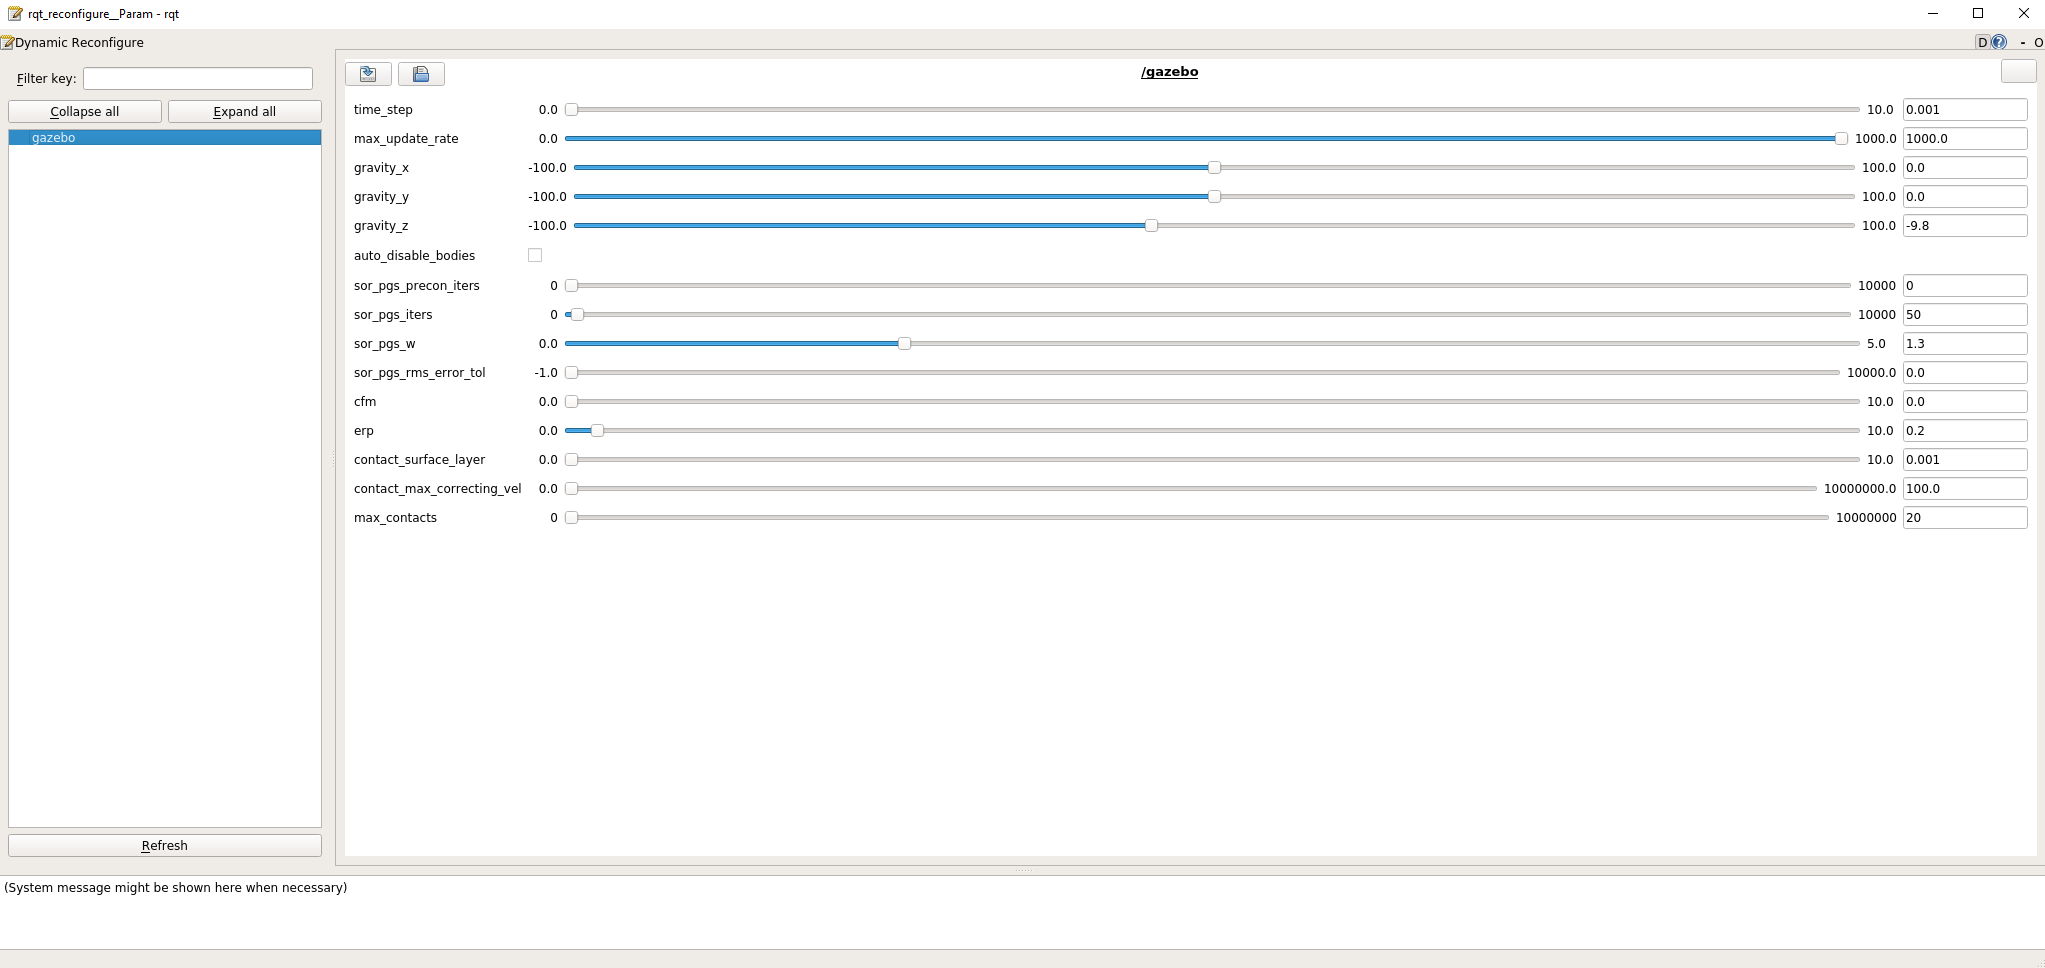 rqt_reconfigure__Param - rqt
Dynamic Reconfigure
D ? - O
Filter key:
Collapse all Expand all
gazebo
Refresh
/gazebo
time_step 0.0 10.0 0.001
max_update_rate 0.0 1000.0 1000.0
gravity_x -100.0 100.0 0.0
gravity_y -100.0 100.0 0.0
gravity_z -100.0 100.0 -9.8
auto_disable_bodies
sor_pgs_precon_iters 0 10000 0
sor_pgs_iters 0 10000 50
sor_pgs_w 0.0 5.0 1.3
sor_pgs_rms_error_tol -1.0 10000.0 0.0
cfm 0.0 10.0 0.0
erp 0.0 10.0 0.2
contact_surface_layer 0.0 10.0 0.001
contact_max_correcting_vel 0.0 10000000.0 100.0
max_contacts 0 10000000 20
(System message might be shown here when necessary)